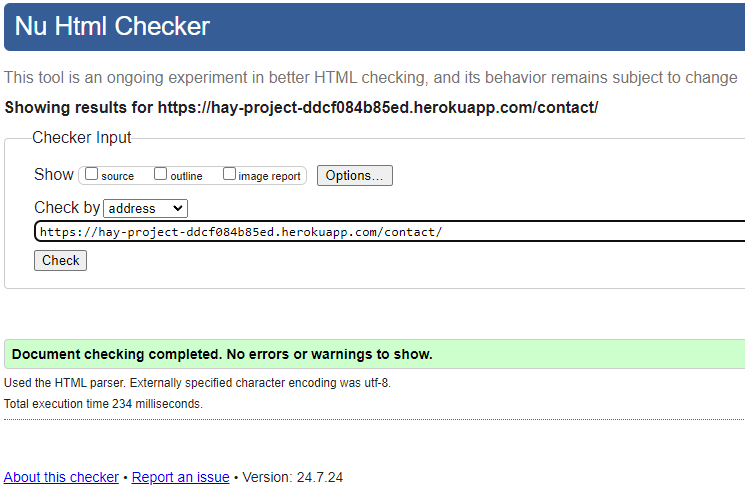 Nu Html Checker
This tool is an ongoing experiment in better HTML checking, and its behavior remains subject to change
Showing results for https://hay-project-ddcf084b85ed.herokuapp.com/contact/
Checker Input
Show source outline image report Options...
Check by address
https://hay-project-ddcf084b85ed.herokuapp.com/contact/
Check
Document checking completed. No errors or warnings to show.
Used the HTML parser. Externally specified character encoding was utf-8.
Total execution time 234 milliseconds.
About this checker • Report an issue • Version: 24.7.24